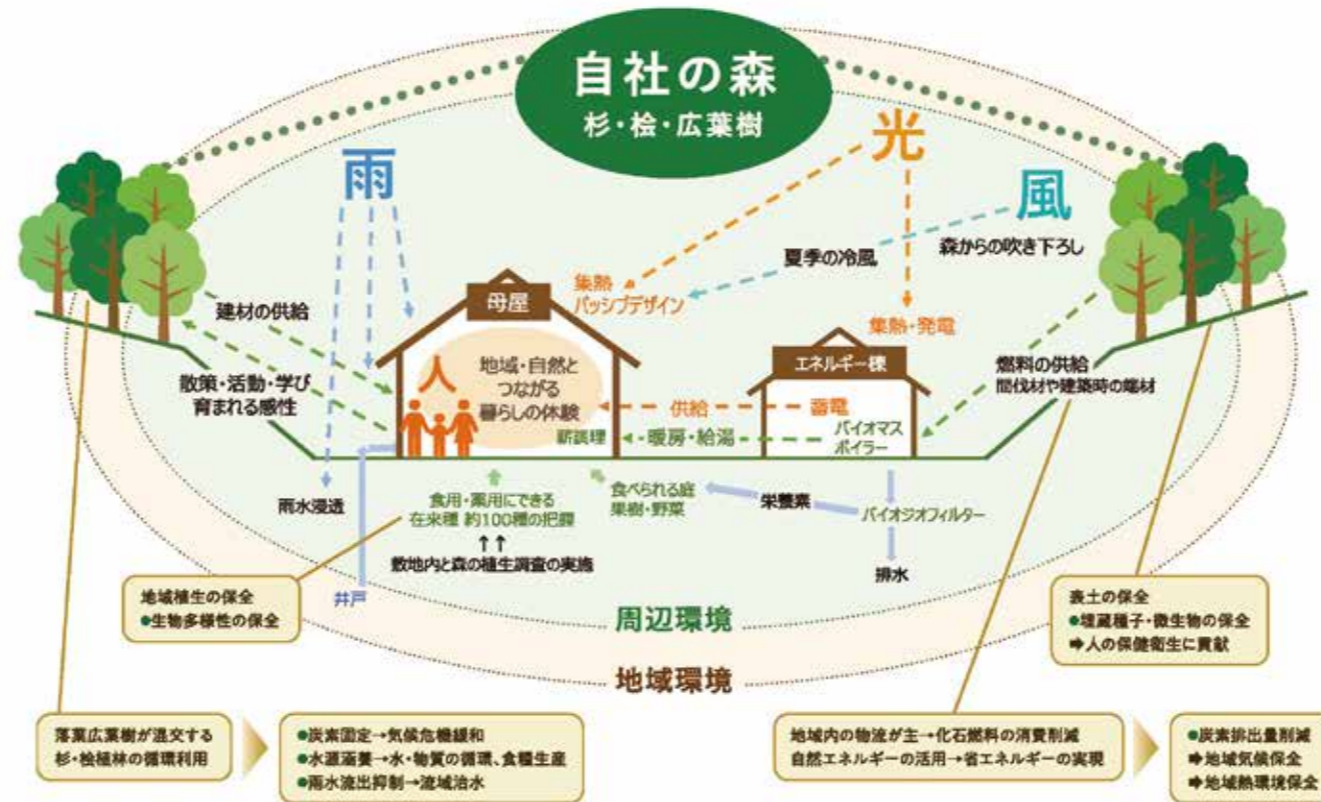 自社の森
杉・桧・広葉樹
雨
光
風
森からの吹き下ろし
夏季の冷風
集熱
パッシブデザイン
母屋
建材の供給
集熱・発電
エネルギー棟
燃料の供給
間伐材や建築時の端材
人
地域・自然と
つながる
暮らしの体験
散策・活動・学び
育まれる感性
供給
蓄電
薪調理
暖房・給湯
バイオマス
ボイラー
雨水浸透
食用・薬用にできる
在来種 約100種の把握
↑↑
敷地内と森の植生調査の実施
食べられる庭
果樹・野菜
栄養素
バイオジオフィルター
排水
井戸
地域植生の保全
●生物多様性の保全
周辺環境
地域環境
表土の保全
●埋蔵種子・微生物の保全
➡人の保健衛生に貢献
落葉広葉樹が混交する
杉・桧植林の循環利用
●炭素固定→気候危機緩和
●水源涵養→水・物質の循環、食糧生産
●雨水流出抑制→流域治水
地域内の物流が主→化石燃料の消費削減
自然エネルギーの活用→省エネルギーの実現
●炭素排出量削減
➡地域気候保全
➡地域熱環境保全